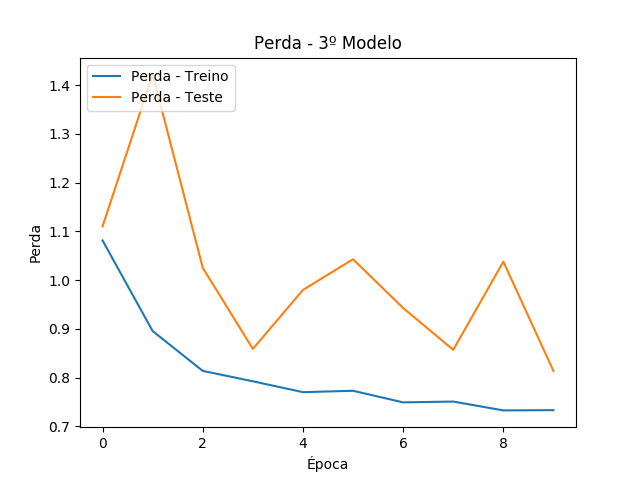 Perda - 3º Modelo
Perda - Treino
Perda - Teste
1.4
1.3
1.2
1.1
1.0
0.9
0.8
0.7
Perda
0 2 4 6 8
Época